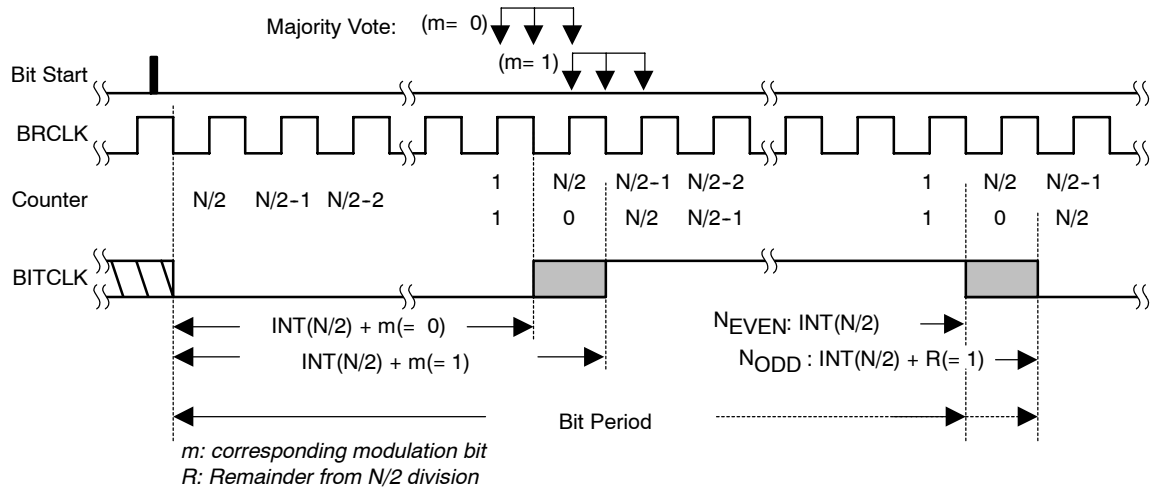 Majority Vote: (m= 0)
(m= 1)
Bit Start
BRCLK
Counter
N/2 N/2-1 N/2-2 1 N/2 N/2-1 N/2-2 1 N/2 N/2-1
1 0 N/2 N/2-1 1 0 N/2
BITCLK
INT(N/2) + m(= 0) NEVEN: INT(N/2)
INT(N/2) + m(= 1) NODD : INT(N/2) + R(= 1)
Bit Period
m: corresponding modulation bit
R: Remainder from N/2 division